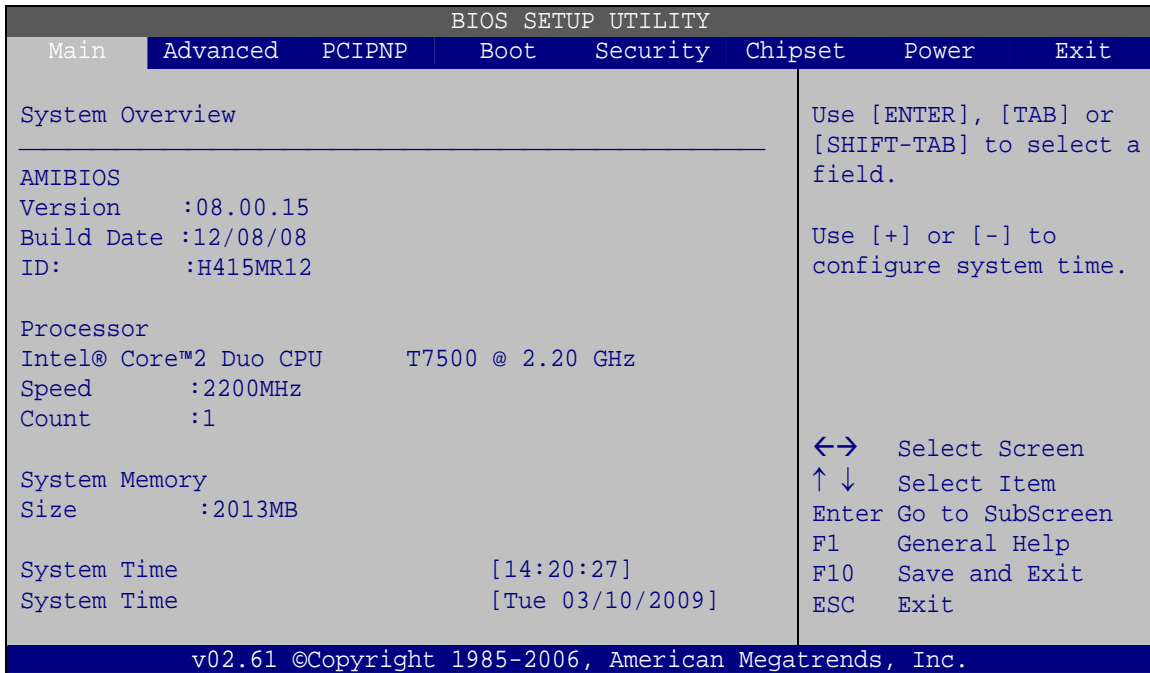 BIOS SETUP UTILITY
Main Advanced PCIPNP Boot Security Chipset Power Exit
System Overview
AMIBIOS
Version :08.00.15
Build Date :12/08/08
ID: :H415MR12
Processor
Intel® Core™2 Duo CPU T7500 @ 2.20 GHz
Speed :2200MHz
Count :1
System Memory
Size :2013MB
System Time [14:20:27]
System Time [Tue 03/10/2009]
Use [ENTER], [TAB] or
[SHIFT-TAB] to select a
field.
Use [+] or [-] to
configure system time.
←→ Select Screen
↑ ↓ Select Item
Enter Go to SubScreen
F1 General Help
F10 Save and Exit
ESC Exit
v02.61 ©Copyright 1985-2006, American Megatrends, Inc.